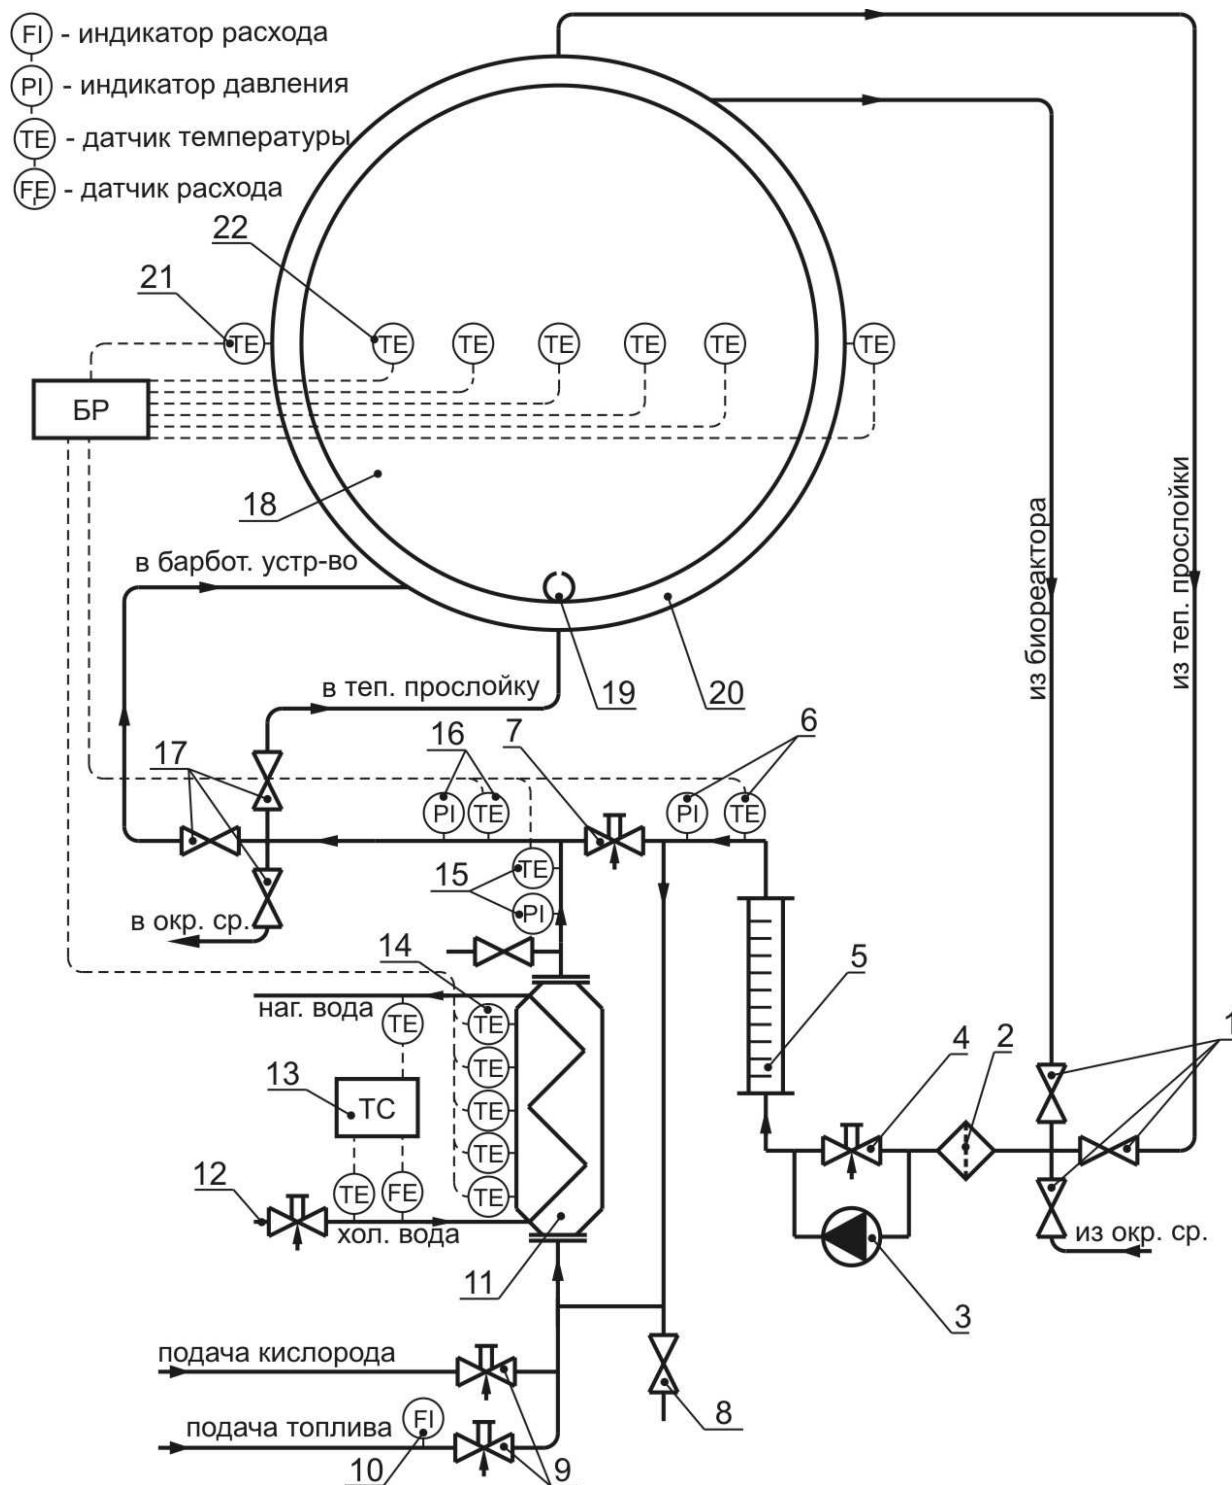 FI - индикатор расхода
PI - индикатор давления
TE - датчик температуры
FE - датчик расхода
22
21
TE TE TE TE TE TE TE
БР
18
в барбот. устр-во
из биореактора
из теп. прослойки
в теп. прослойку
19
20
17
16
7
6
PI TE
PI TE
15
TE
PI
в окр. ср.
14
5
наг. вода
TE
TE
TE
TE
TE
TE
13
ТС
4
2
1
12
TE
FE
хол. вода
11
3
из окр. ср.
подача кислорода
подача топлива
FI
10
9
8